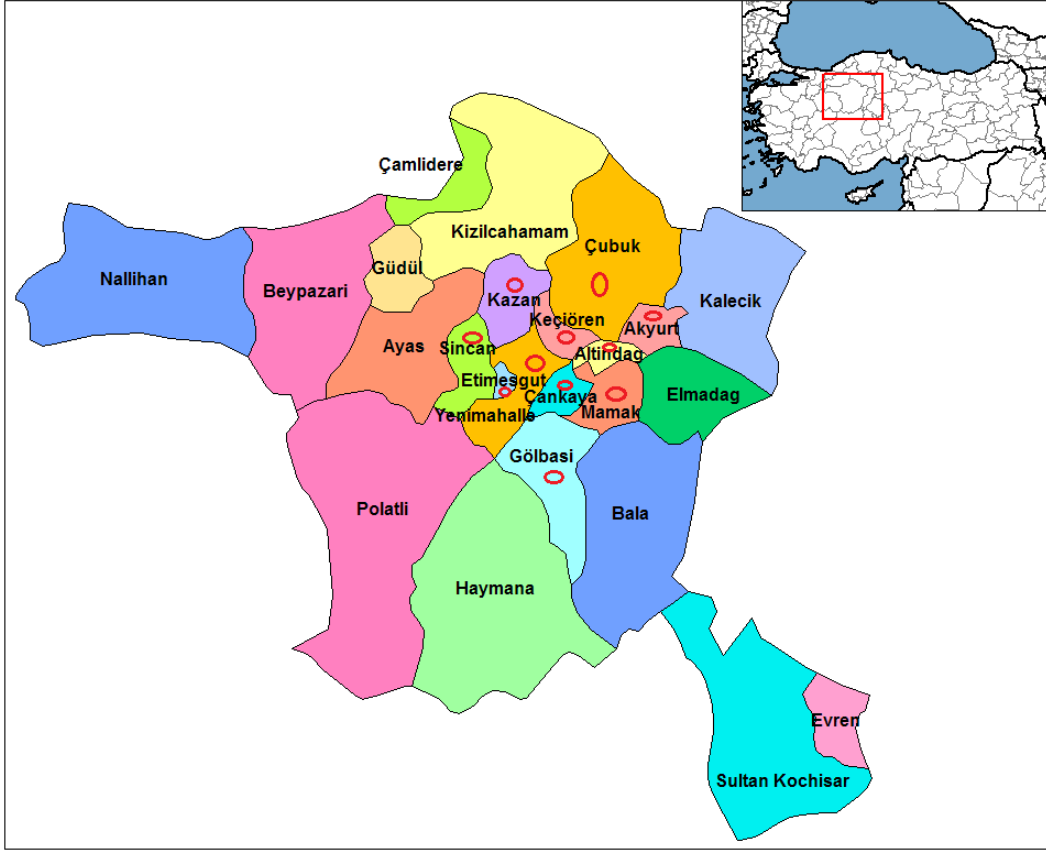 Çamlidere
Kizilcahamam
Çubuk
Nallihan
Güdül
Beypazari
Kazan
Kalecik
Keçiören
Akyurt
Ayas
Sincan
Altindag
Etimesgut
Çankaya
Elmadag
Yenimahalle
Mamak
Gölbasi
Polatli
Bala
Haymana
Evren
Sultan Kochisar